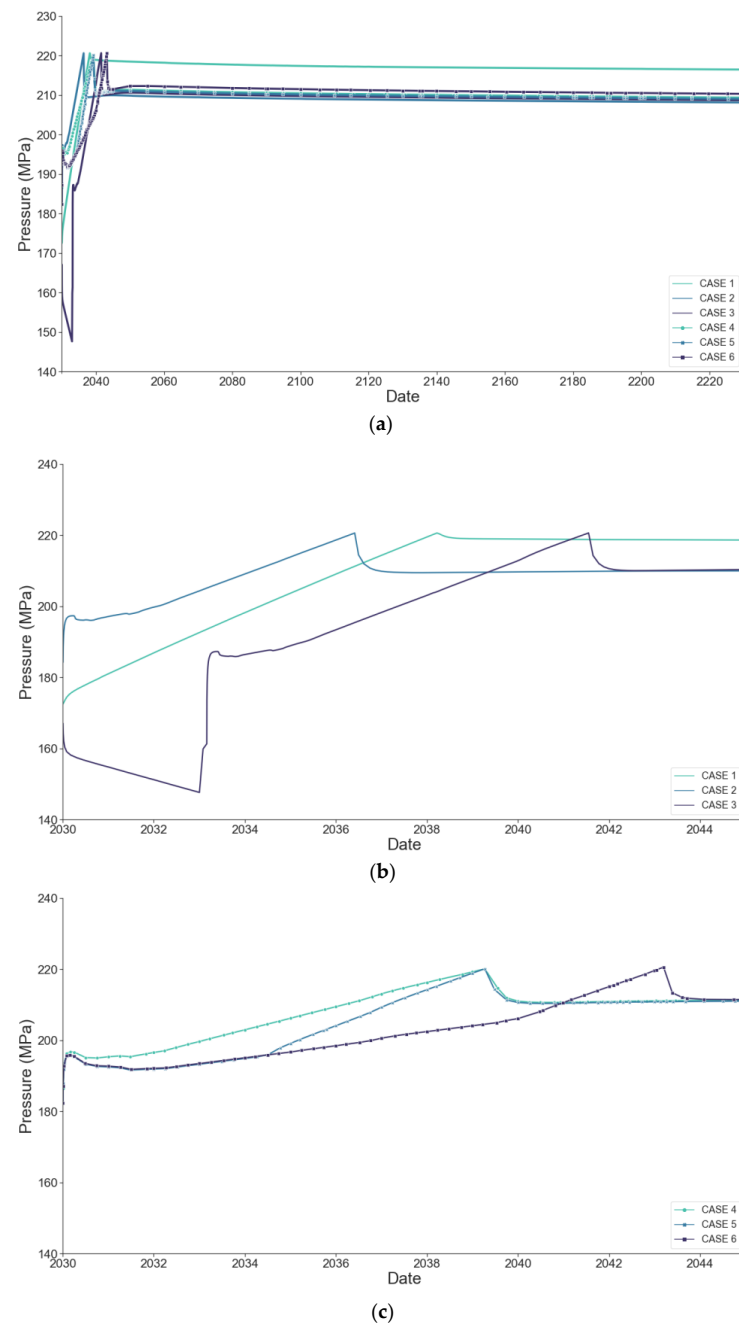 230
220
210
200
190
180
170
160
150
140
Pressure (MPa)
CASE 1
CASE 2
CASE 3
CASE 4
CASE 5
CASE 6
2040 2060 2080 2100 2120 2140 2160 2180 2200 2220
Date
(a)
240
220
200
180
160
140
Pressure (MPa)
CASE 1
CASE 2
CASE 3
2030 2032 2034 2036 2038 2040 2042 2044
Date
(b)
240
220
200
180
160
140
Pressure (MPa)
CASE 4
CASE 5
CASE 6
2030 2032 2034 2036 2038 2040 2042 2044
Date
(c)